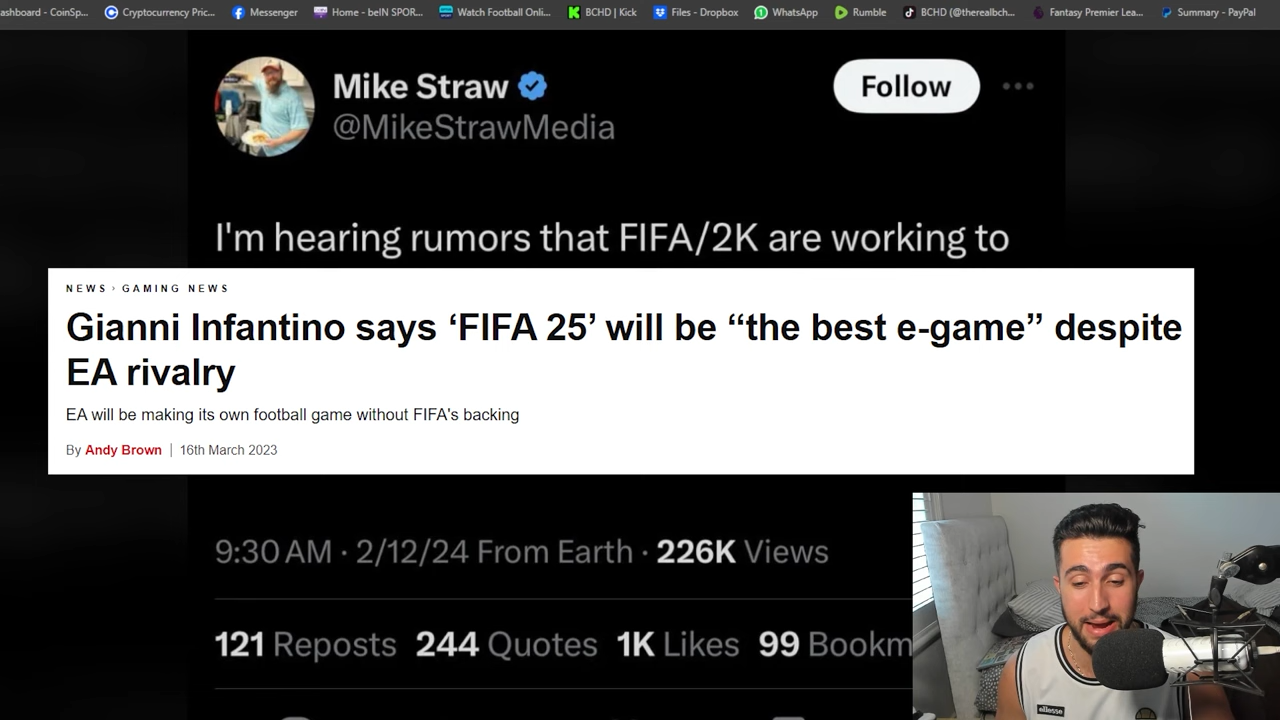 ashboard - CoinSp...
Cryptocurrency Pric...
Messenger
Home - beIN SPOR...
Watch Football Onli...
BCHD | Kick
Files - Dropbox
WhatsApp
Rumble
BCHD (@therealbch...
Fantasy Premier Lea...
Summary - PayPal
Mike Straw
@MikeStrawMedia
Follow
I'm hearing rumors that FIFA/2K are working to
NEWS › GAMING NEWS
Gianni Infantino says ‘FIFA 25’ will be “the best e-game” despite
EA rivalry
EA will be making its own football game without FIFA's backing
By Andy Brown | 16th March 2023
9:30 AM · 2/12/24 From Earth · 226K Views
121 Reposts 244 Quotes 1K Likes 99 Bookm
ellesse